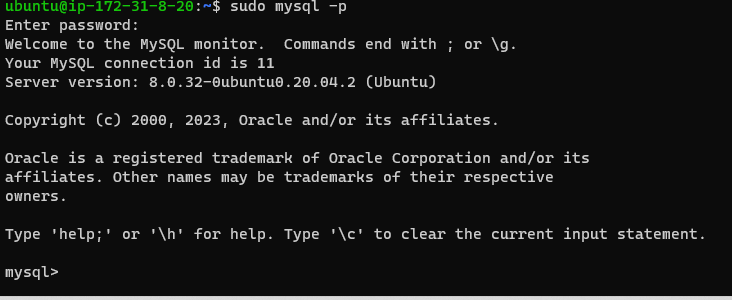 ubuntu@ip-172-31-8-20:~$ sudo mysql -p
Enter password:
Welcome to the MySQL monitor.  Commands end with ; or \g.
Your MySQL connection id is 11
Server version: 8.0.32-0ubuntu0.20.04.2 (Ubuntu)
Copyright (c) 2000, 2023, Oracle and/or its affiliates.
Oracle is a registered trademark of Oracle Corporation and/or its
affiliates. Other names may be trademarks of their respective
owners.
Type 'help;' or '\h' for help. Type '\c' to clear the current input statement.
mysql>